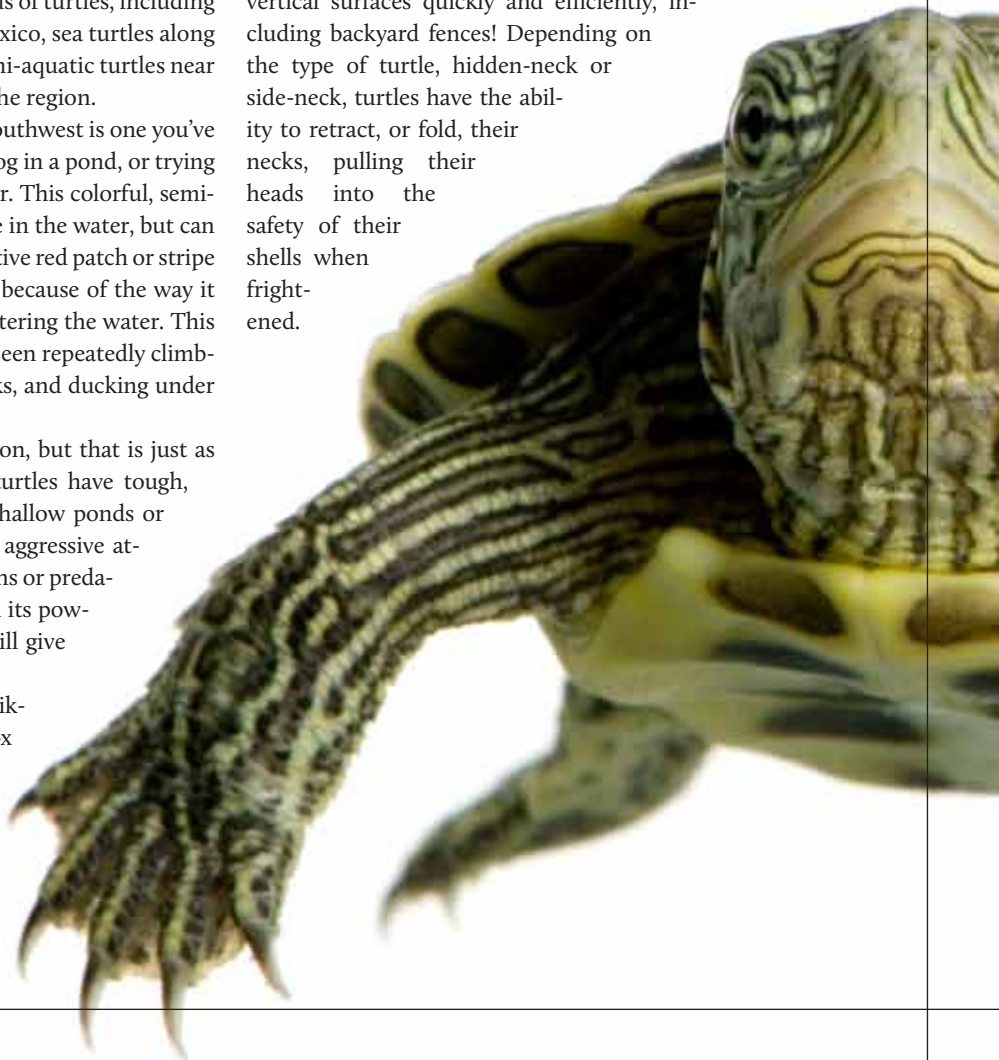 of turtles, including
xico, sea turtles along
mi-aquatic turtles near
he region.
outhwest is one you've
og in a pond, or trying
r. This colorful, semi-
e in the water, but can
tive red patch or stripe
because of the way it
tering the water. This
seen repeatedly climb-
ks, and ducking under
on, but that is just as
turtles have tough,
hallow ponds or
aggressive at-
ns or preda-
its pow-
ill give
ik-
ox
vertical surfaces quickly and efficiently, in-
cluding backyard fences! Depending on
the type of turtle, hidden-neck or
side-neck, turtles have the abil-
ity to retract, or fold, their
necks, pulling their
heads into the
safety of their
shells when
fright-
ened.